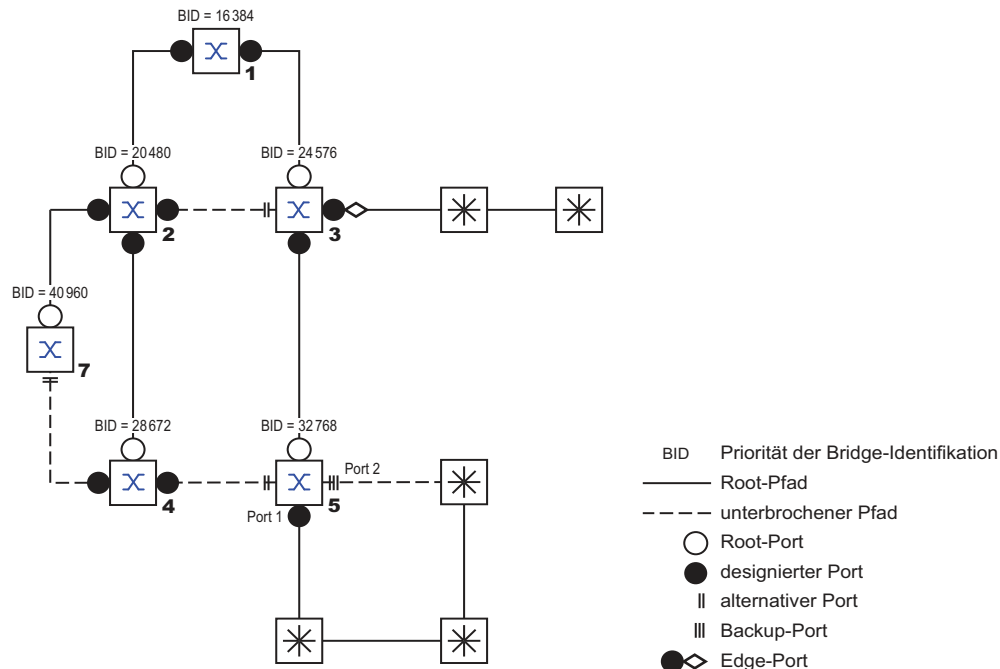 BID = 16 384
1
BID = 20 480
BID = 24 576
2
3
BID = 40 960
7
BID = 28 672
BID = 32 768
Port 2
4
5
Port 1
BID Priorität der Bridge-Identifikation
Root-Pfad
unterbrochener Pfad
Root-Port
designierter Port
alternativer Port
Backup-Port
Edge-Port